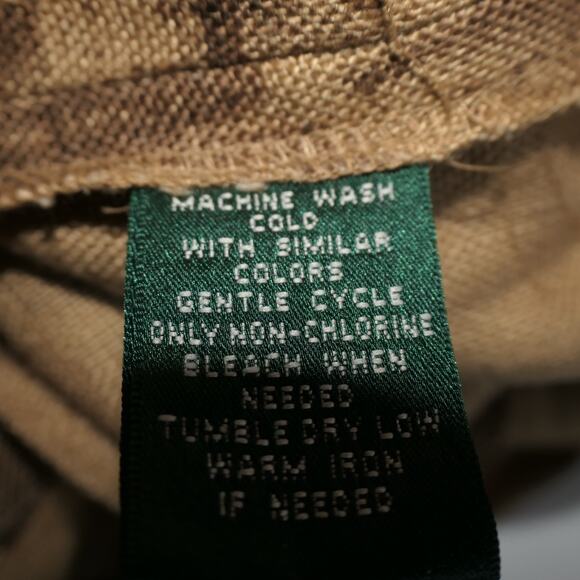 MACHINE WASH
COLD
WITH SIMILAR
COLORS
GENTLE CYCLE
ONLY NON-CHLORINE
BLEACH WHEN
NEEDED
TUMBLE DRY LOW
WARM IRON
IF NEEDED